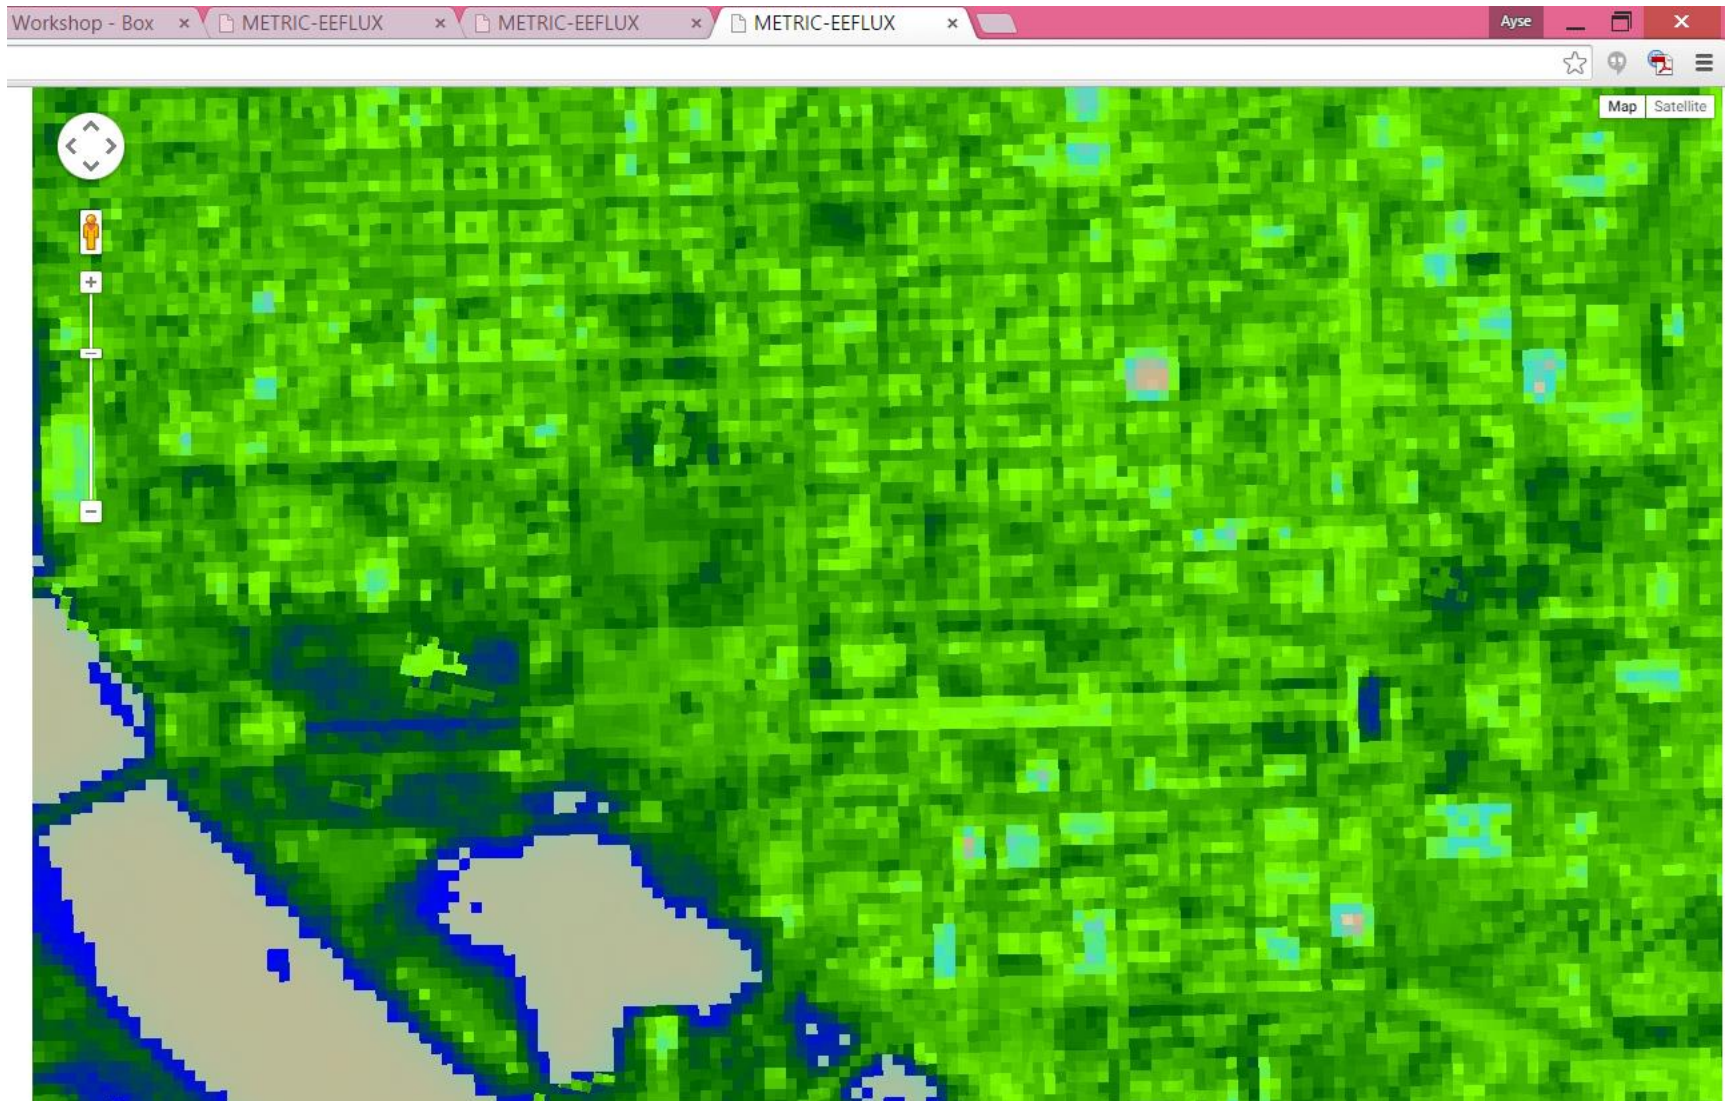 Workshop - Box × METRIC-EEFLUX × METRIC-EEFLUX × METRIC-EEFLUX × Ayse
Map Satellite